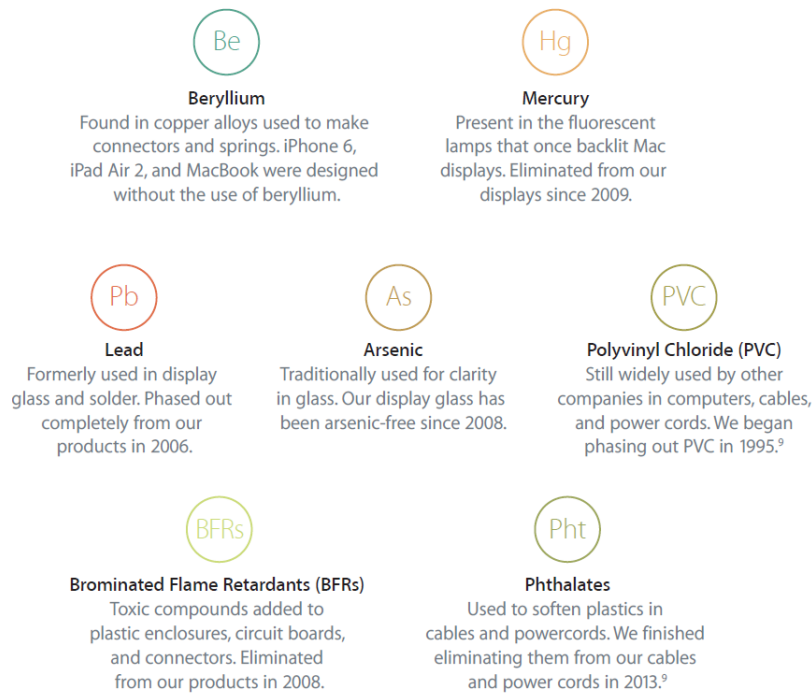 Be
Beryllium
Found in copper alloys used to make
connectors and springs. iPhone 6,
iPad Air 2, and MacBook were designed
without the use of beryllium.
Hg
Mercury
Present in the fluorescent
lamps that once backlit Mac
displays. Eliminated from our
displays since 2009.
Pb
Lead
Formerly used in display
glass and solder. Phased out
completely from our
products in 2006.
As
Arsenic
Traditionally used for clarity
in glass. Our display glass has
been arsenic-free since 2008.
PVC
Polyvinyl Chloride (PVC)
Still widely used by other
companies in computers, cables,
and power cords. We began
phasing out PVC in 1995.⁹
BFRs
Brominated Flame Retardants (BFRs)
Toxic compounds added to
plastic enclosures, circuit boards,
and connectors. Eliminated
from our products in 2008.
Pht
Phthalates
Used to soften plastics in
cables and powercords. We finished
eliminating them from our cables
and power cords in 2013.⁹